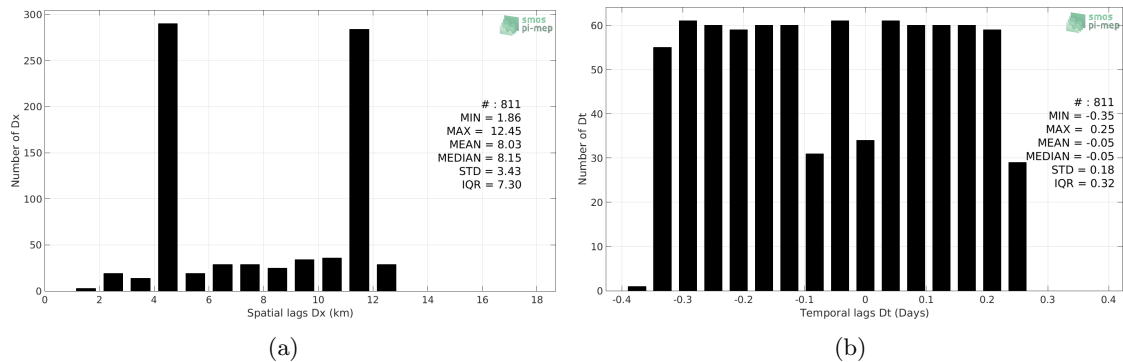 300
250
200
150
100
50
0
Number of Dx
0 2 4 6 8 10 12 14 16 18
Spatial lags Dx (km)
smos
pi-mep
# : 811
MIN = 1.86
MAX = 12.45
MEAN = 8.03
MEDIAN = 8.15
STD = 3.43
IQR = 7.30
(a)
60
50
40
30
20
10
0
Number of Dt
-0.4 -0.3 -0.2 -0.1 0 0.1 0.2 0.3 0.4
Temporal lags Dt (Days)
smos
pi-mep
# : 811
MIN = -0.35
MAX = 0.25
MEAN = -0.05
MEDIAN = -0.05
STD = 0.18
IQR = 0.32
(b)